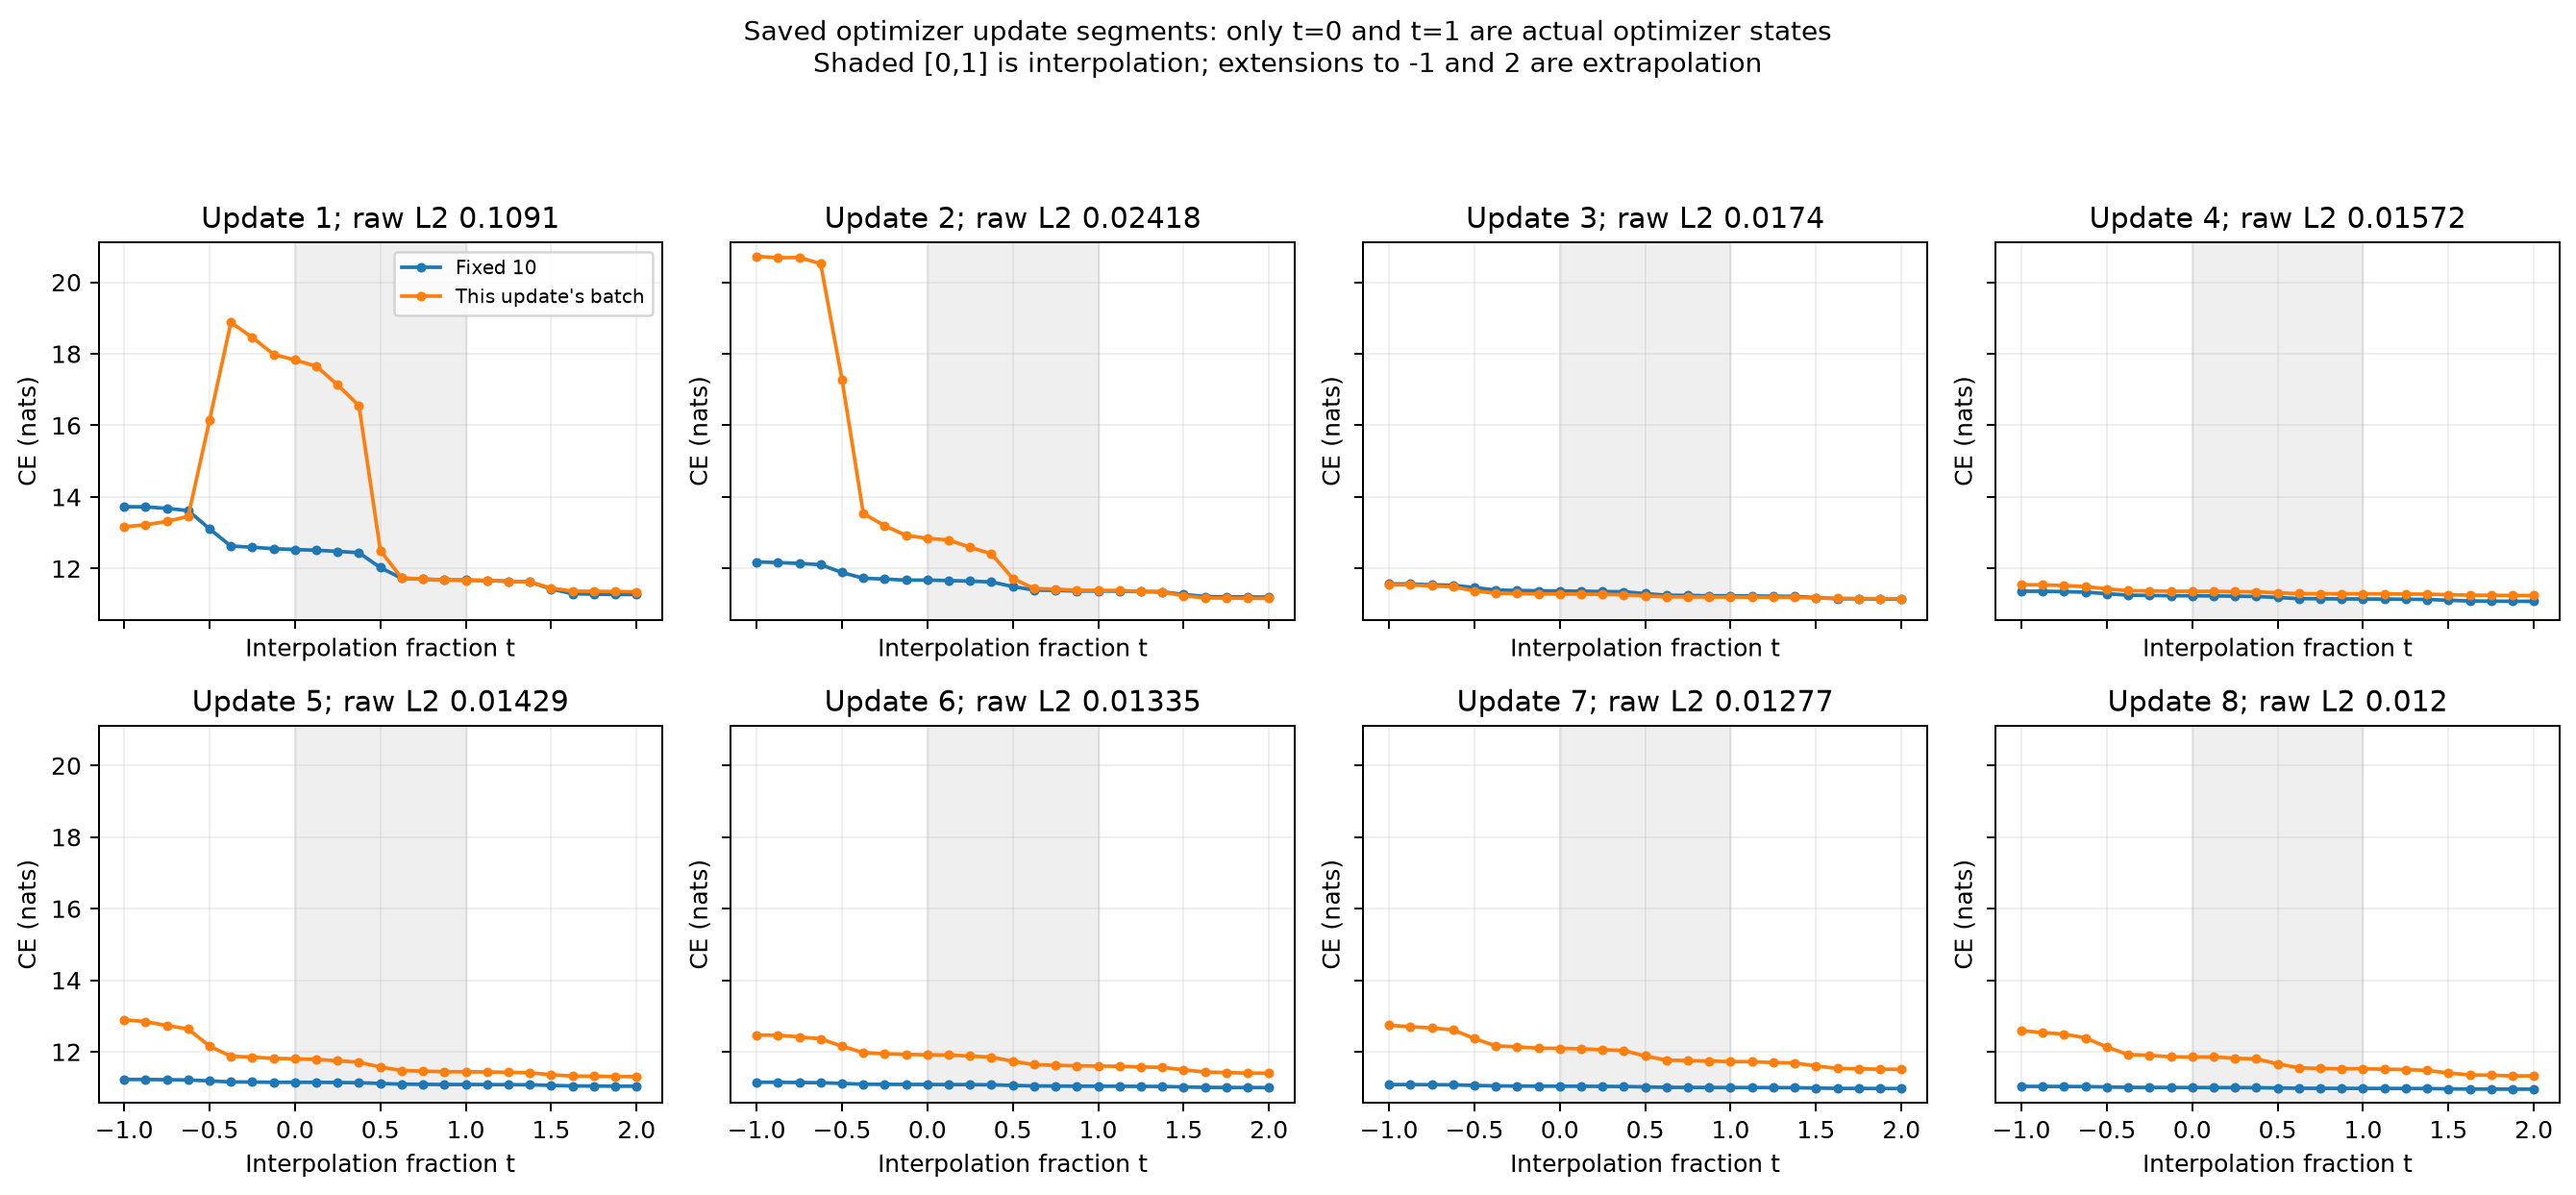 Saved optimizer update segments: only t=0 and t=1 are actual optimizer states
Shaded [0,1] is interpolation; extensions to -1 and 2 are extrapolation
Update 1; raw L2 0.1091
Update 2; raw L2 0.02418
Update 3; raw L2 0.0174
Update 4; raw L2 0.01572
Fixed 10
This update's batch
20
18
16
14
12
CE (nats)
CE (nats)
CE (nats)
CE (nats)
Interpolation fraction t
Interpolation fraction t
Interpolation fraction t
Interpolation fraction t
Update 5; raw L2 0.01429
Update 6; raw L2 0.01335
Update 7; raw L2 0.01277
Update 8; raw L2 0.012
20
18
16
14
12
CE (nats)
CE (nats)
CE (nats)
CE (nats)
−1.0 −0.5 0.0 0.5 1.0 1.5 2.0
−1.0 −0.5 0.0 0.5 1.0 1.5 2.0
−1.0 −0.5 0.0 0.5 1.0 1.5 2.0
−1.0 −0.5 0.0 0.5 1.0 1.5 2.0
Interpolation fraction t
Interpolation fraction t
Interpolation fraction t
Interpolation fraction t